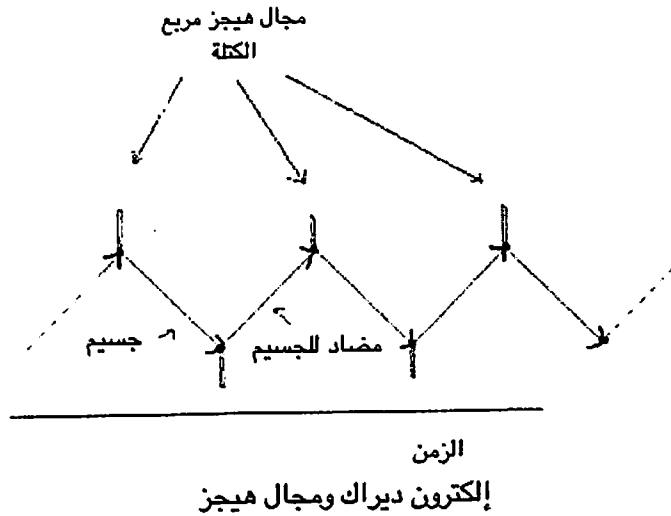 مجال هيجز مربع
الكتلة
جسيم
مضاد للجسيم
الزمن
إلكترون ديراك ومجال هيجز